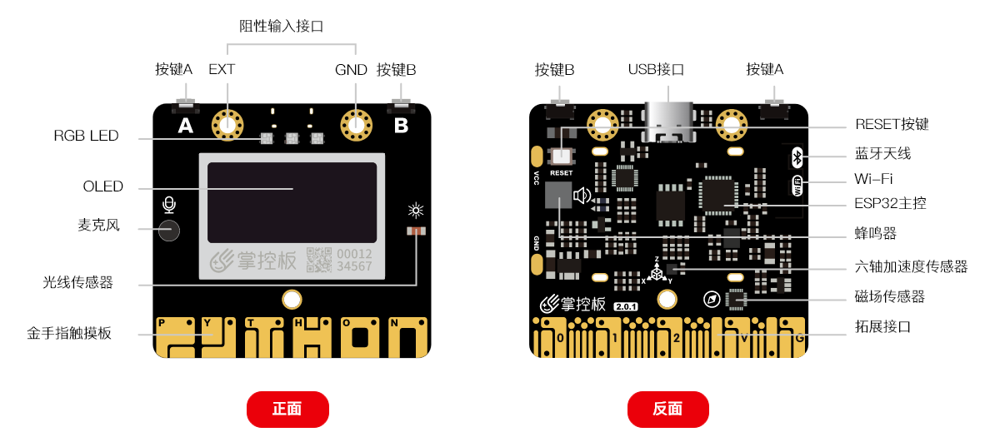 阻性输入接口
按键A
EXT
GND
按键B
RGB LED
A
B
OLED
麦克风
掌控板
00012
34567
光线传感器
金手指触摸板
P
Y
T
H
O
N
正面
按键B
USB接口
按键A
RESET按键
蓝牙天线
Wi-Fi
ESP32主控
蜂鸣器
六轴加速度传感器
磁场传感器
拓展接口
RESET
VCC
WiFi
GND
Z
X
Y
掌控板
2.0.1
0
1
2
V
G
反面